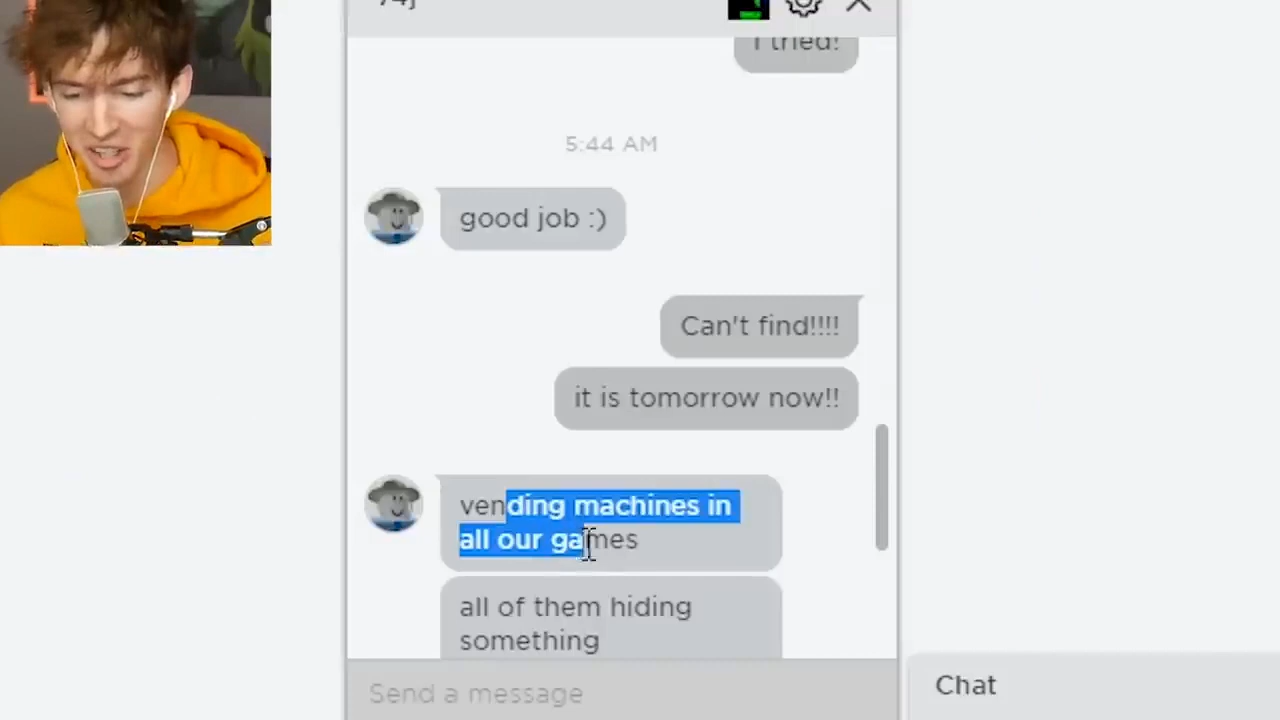 I tried!
5:44 AM
good job :)
Can't find!!!!
it is tomorrow now!!
vending machines in
all our games
all of them hiding
something
Send a message
Chat